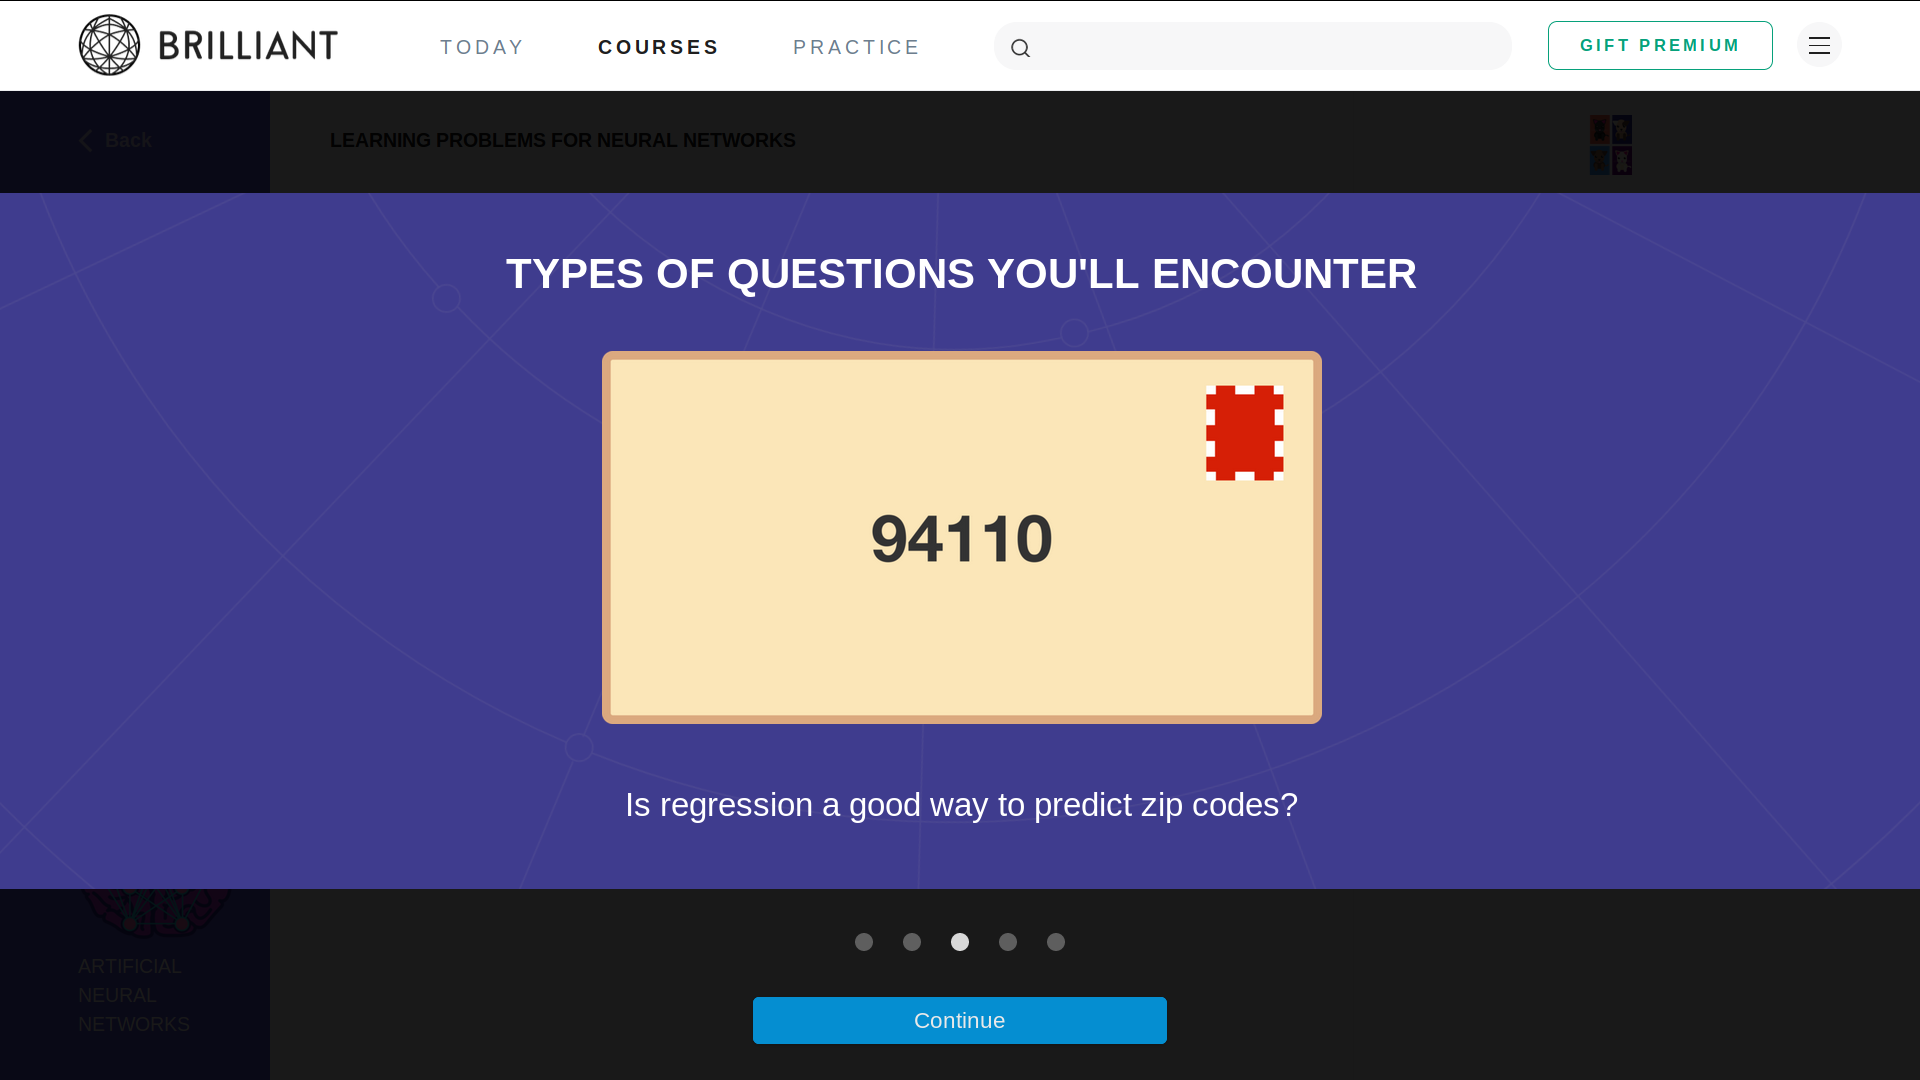 BRILLIANT
TODAY
COURSES
PRACTICE
GIFT PREMIUM
Back
LEARNING PROBLEMS FOR NEURAL NETWORKS
TYPES OF QUESTIONS YOU'LL ENCOUNTER
94110
Is regression a good way to predict zip codes?
ARTIFICIAL
NEURAL
NETWORKS
Continue